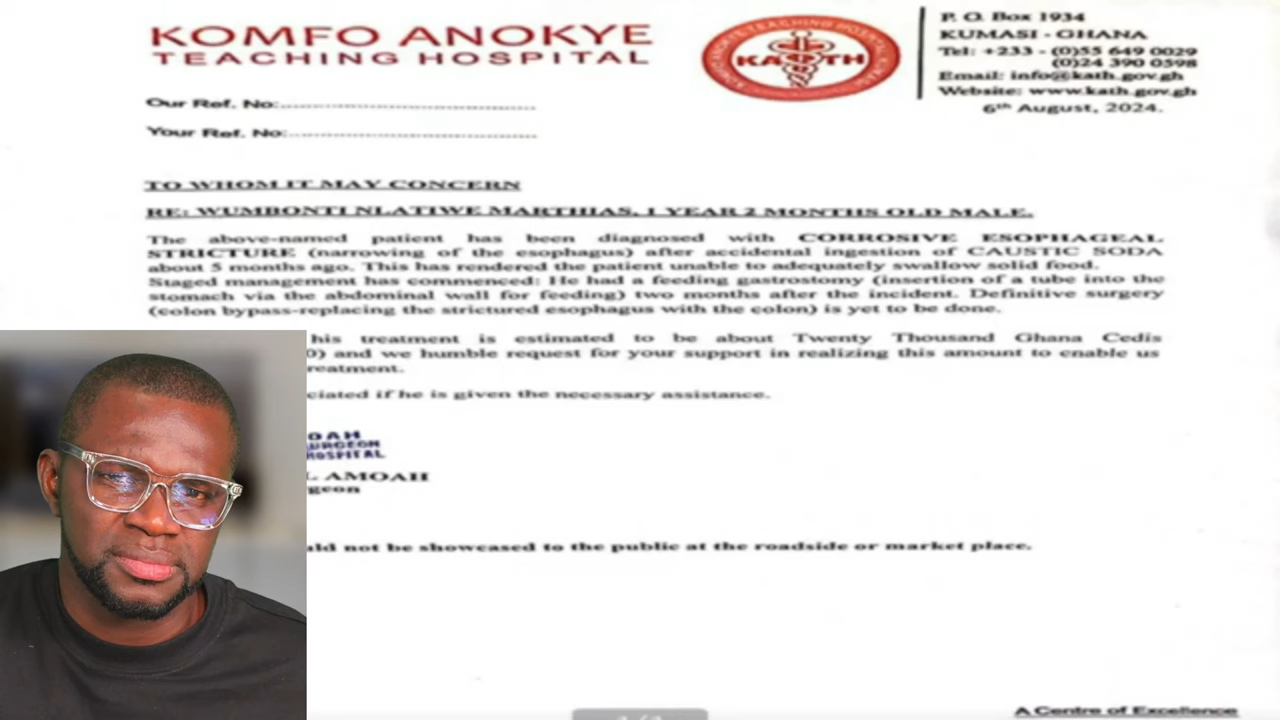 KOMFO ANOKYE
TEACHING HOSPITAL
KATH
P. O. Box 1934
KUMASI - GHANA
Tel: +233 - (0)55 649 0029
(0)24 390 0598
Email: info@kath.gov.gh
Website: www.kath.gov.gh
6th August, 2024.
Our Ref. No:
Your Ref. No:
TO WHOM IT MAY CONCERN
RE: WUMBONTI NLATIWE MARTHIAS, 1 YEAR 2 MONTHS OLD MALE.
The above-named patient has been diagnosed with CORROSIVE ESOPHAGEAL
STRICTURE (narrowing of the esophagus) after accidental ingestion of CAUSTIC SODA
about 5 months ago. This has rendered the patient unable to adequately swallow solid food.
Staged management has commenced: He had a feeding gastrostomy (insertion of a tube into the
stomach via the abdominal wall for feeding) two months after the incident. Definitive surgery
(colon bypass-replacing the strictured esophagus with the colon) is yet to be done.
his treatment is estimated to be about Twenty Thousand Ghana Cedis
0) and we humble request for your support in realizing this amount to enable us
reatment.
ciated if he is given the necessary assistance.
OAH
URGEON
HOSPITAL
L AMOAH
geon
uld not be showcased to the public at the roadside or market place.
A Centre of Excellence